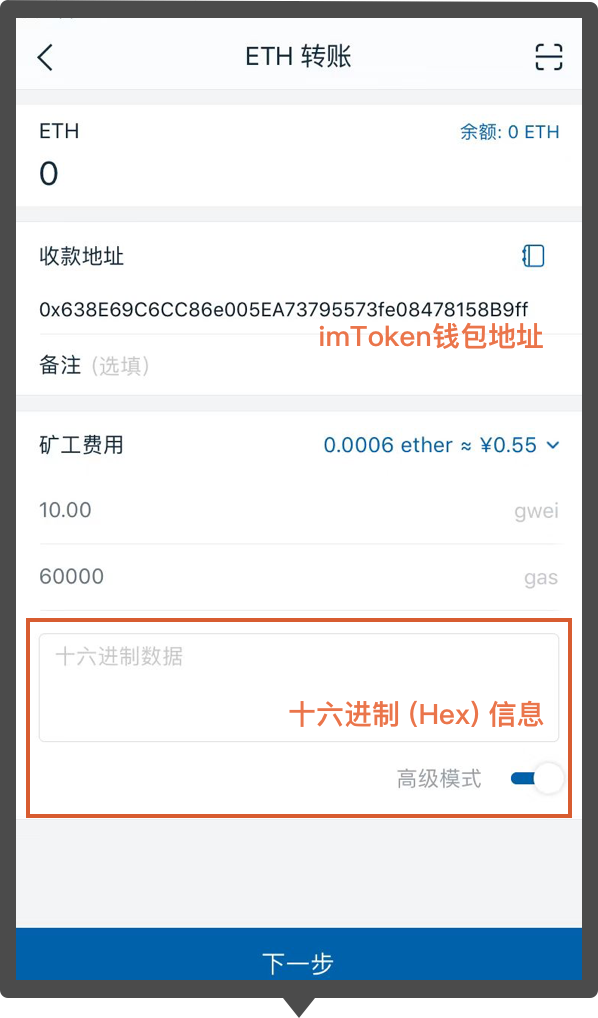 ETH 转账
ETH
余额: 0 ETH
0
收款地址
0x638E69C6CC86e005EA73795573fe08478158B9ff
imToken钱包地址
备注 (选填)
矿工费用
0.0006 ether ≈ ¥0.55
10.00
gwei
60000
gas
十六进制数据
十六进制 (Hex) 信息
高级模式
下一步